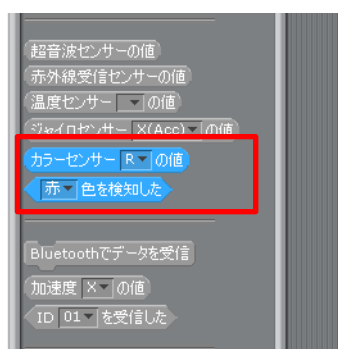 超音波センサーの値
赤外線受信センサーの値
温度センサー の値
ジャイロセンサー X(Acc) の値
カラーセンサー R の値
赤 色を検知した
Bluetoothでデータを受信
加速度 X の値
ID 01 を受信した